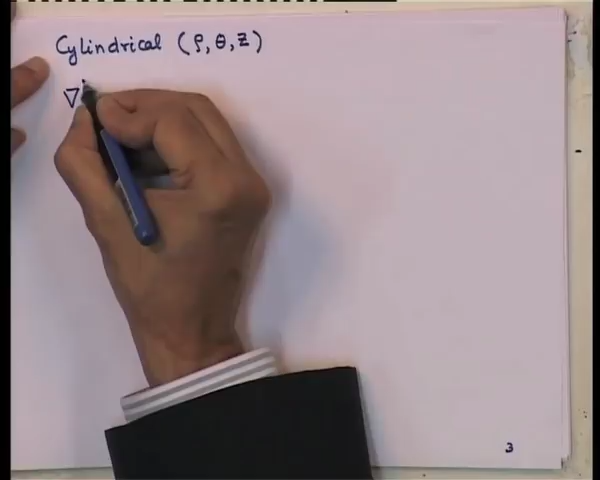 Cylindrical (ρ, θ, z)
∇
3